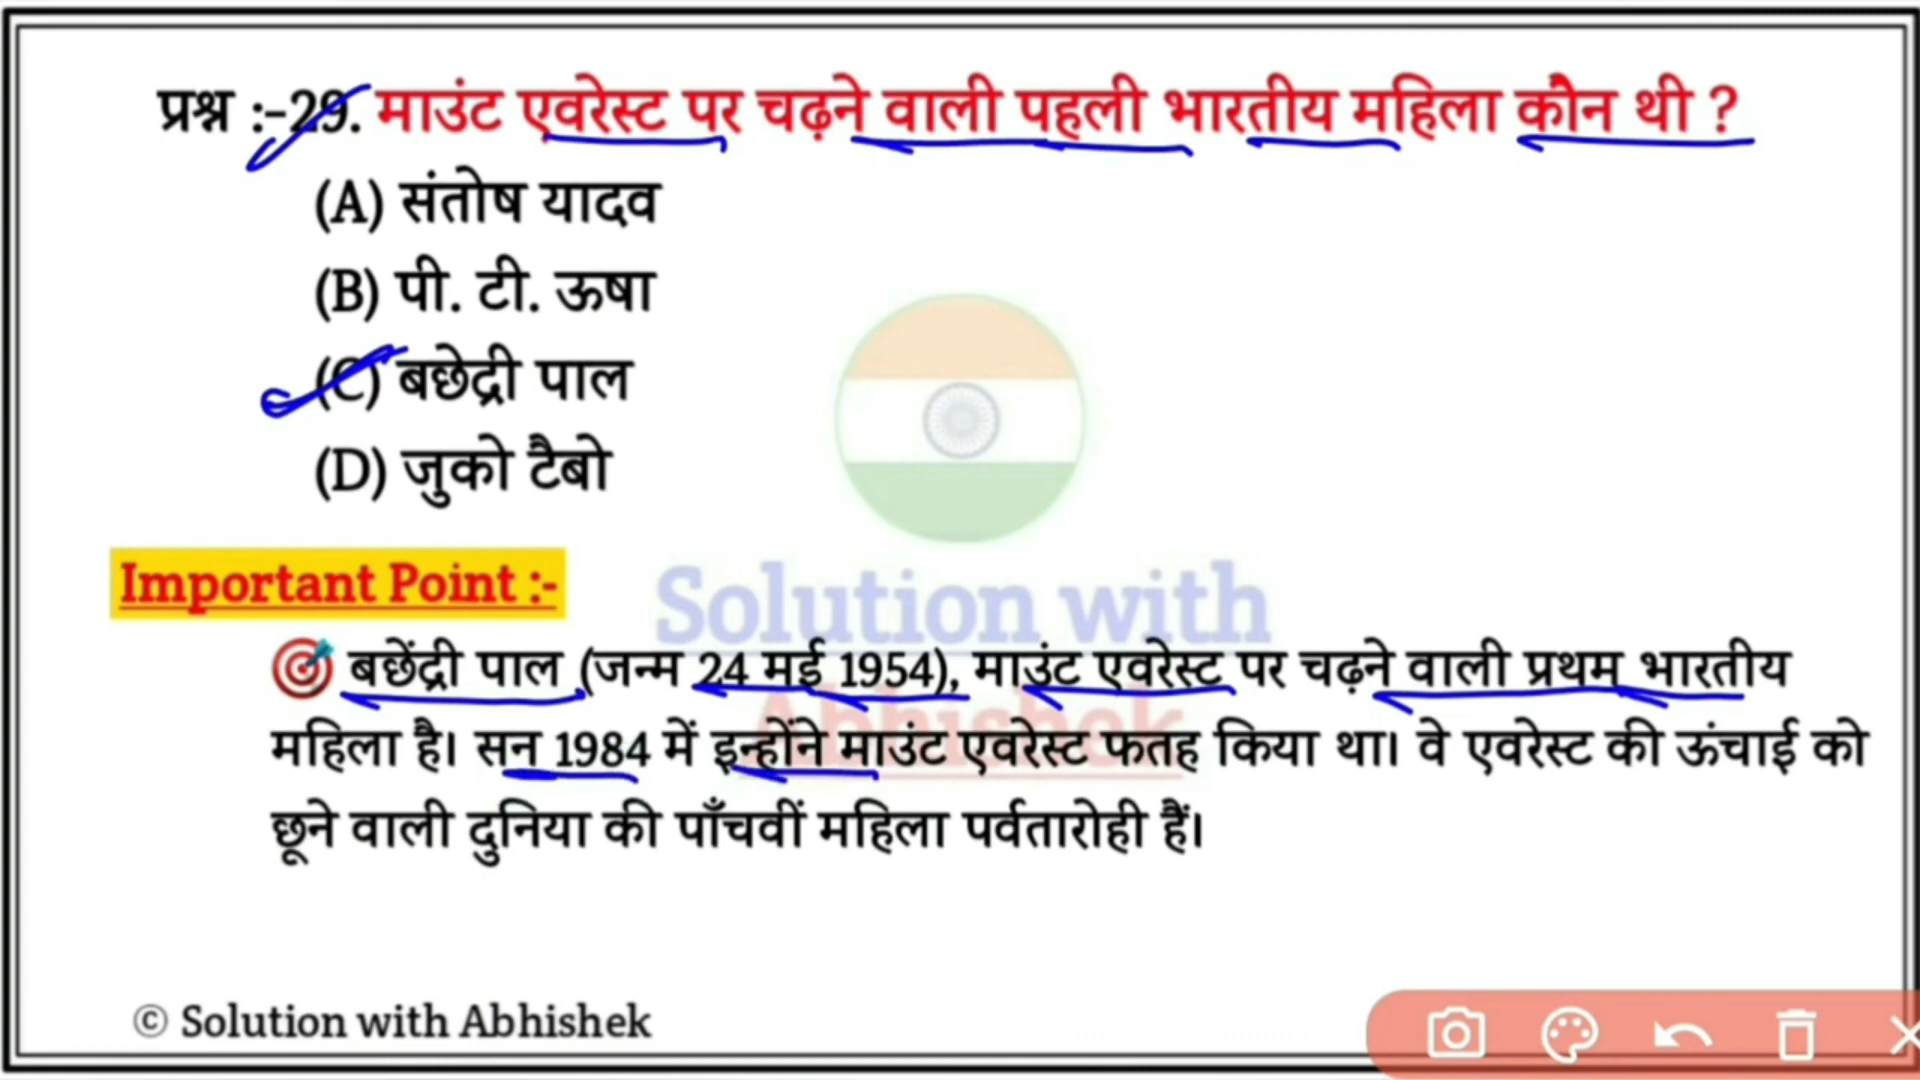 प्रश्न :-29. माउंट एवरेस्ट पर चढ़ने वाली पहली भारतीय महिला कौन थी ?
(A) संतोष यादव
(B) पी. टी. ऊषा
(C) बछेद्री पाल
(D) जुको टैबो
Important Point :-
Solution with
Abhishek
बछेंद्री पाल (जन्म 24 मई 1954), माउंट एवरेस्ट पर चढ़ने वाली प्रथम भारतीय
महिला है। सन 1984 में इन्होंने माउंट एवरेस्ट फतह किया था। वे एवरेस्ट की ऊंचाई को
छूने वाली दुनिया की पाँचवीं महिला पर्वतारोही हैं।
© Solution with Abhishek